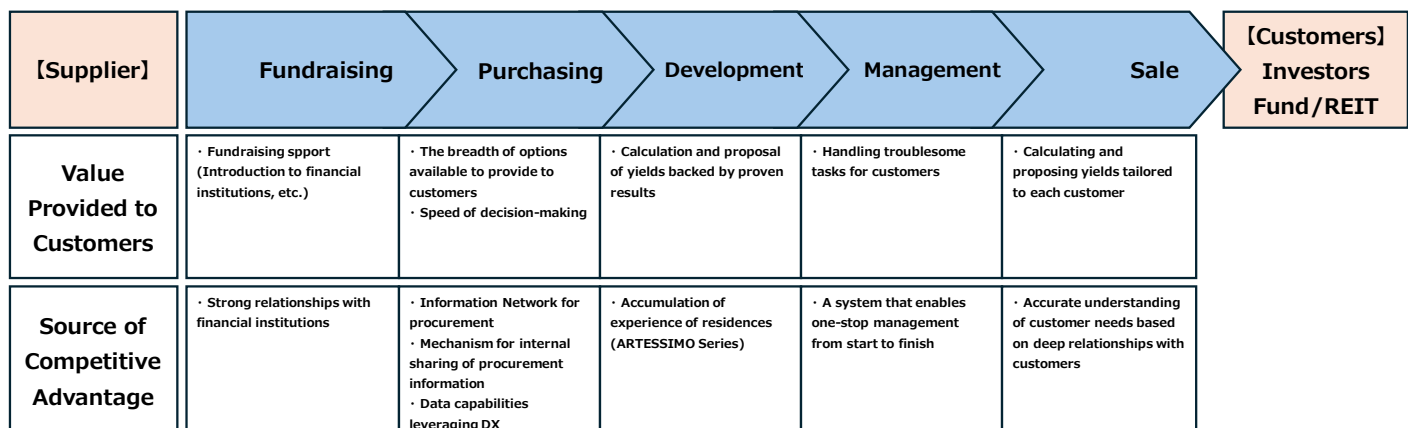 【Supplier】
Fundraising
Purchasing
Development
Management
Sale
【Customers】
Investors
Fund/REIT
Value
Provided to
Customers
・Fundraising spport
(Introduction to financial
institutions, etc.)
・The breadth of options
available to provide to
customers
・Speed of decision-making
・Calculation and proposal
of yields backed by proven
results
・Handling troublesome
tasks for customers
・Calculating and
proposing yields tailored
to each customer
Source of
Competitive
Advantage
・Strong relationships with
financial institutions
・Information Network for
procurement
・Mechanism for internal
sharing of procurement
information
・Data capabilities
leveraging DX
・Accumulation of
experience of residences
(ARTESSIMO Series)
・A system that enables
one-stop management
from start to finish
・Accurate understanding
of customer needs based
on deep relationships with
customers